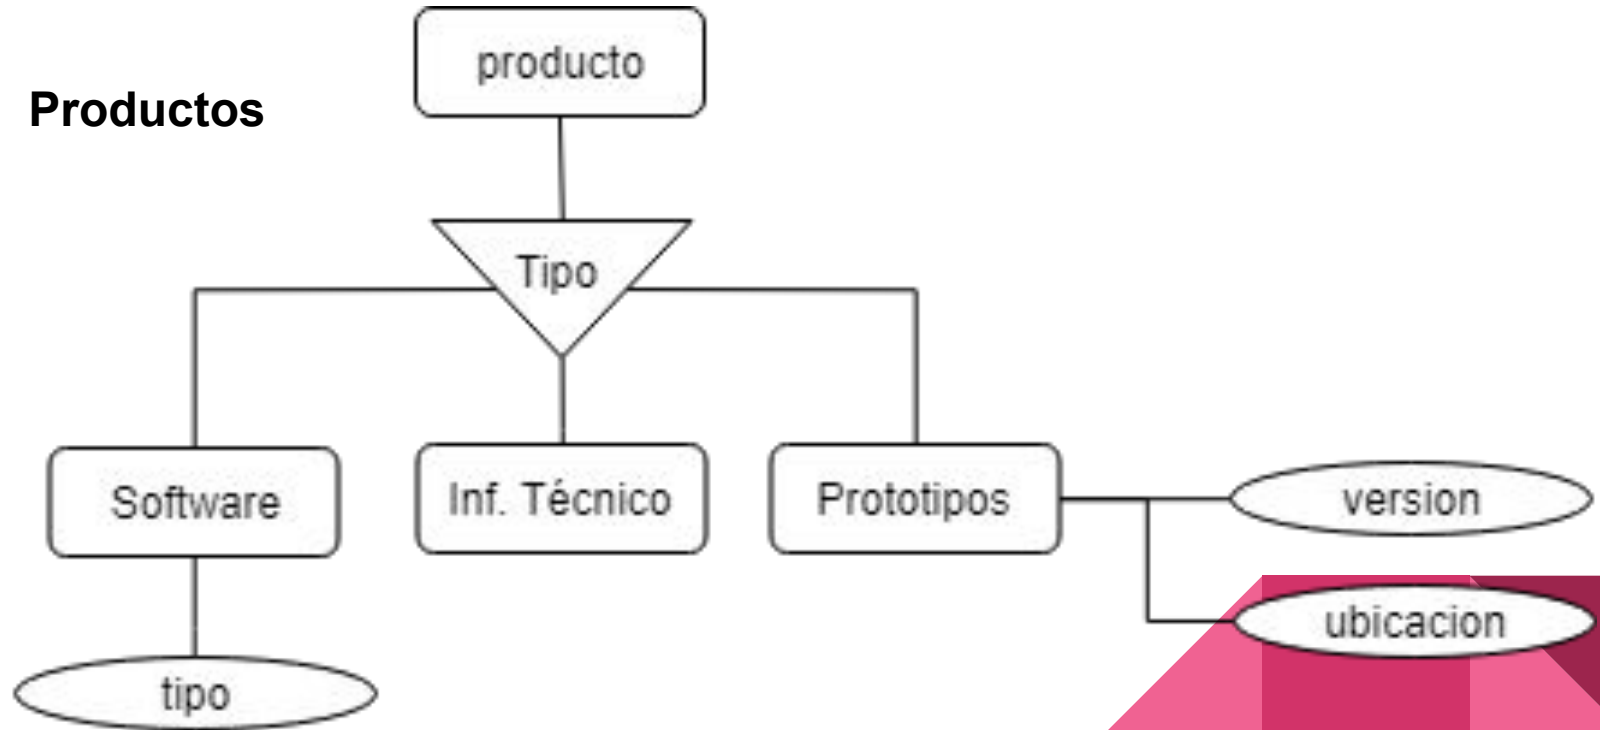 producto
Productos
Tipo
Software
Inf. Técnico
Prototipos
version
ubicacion
tipo